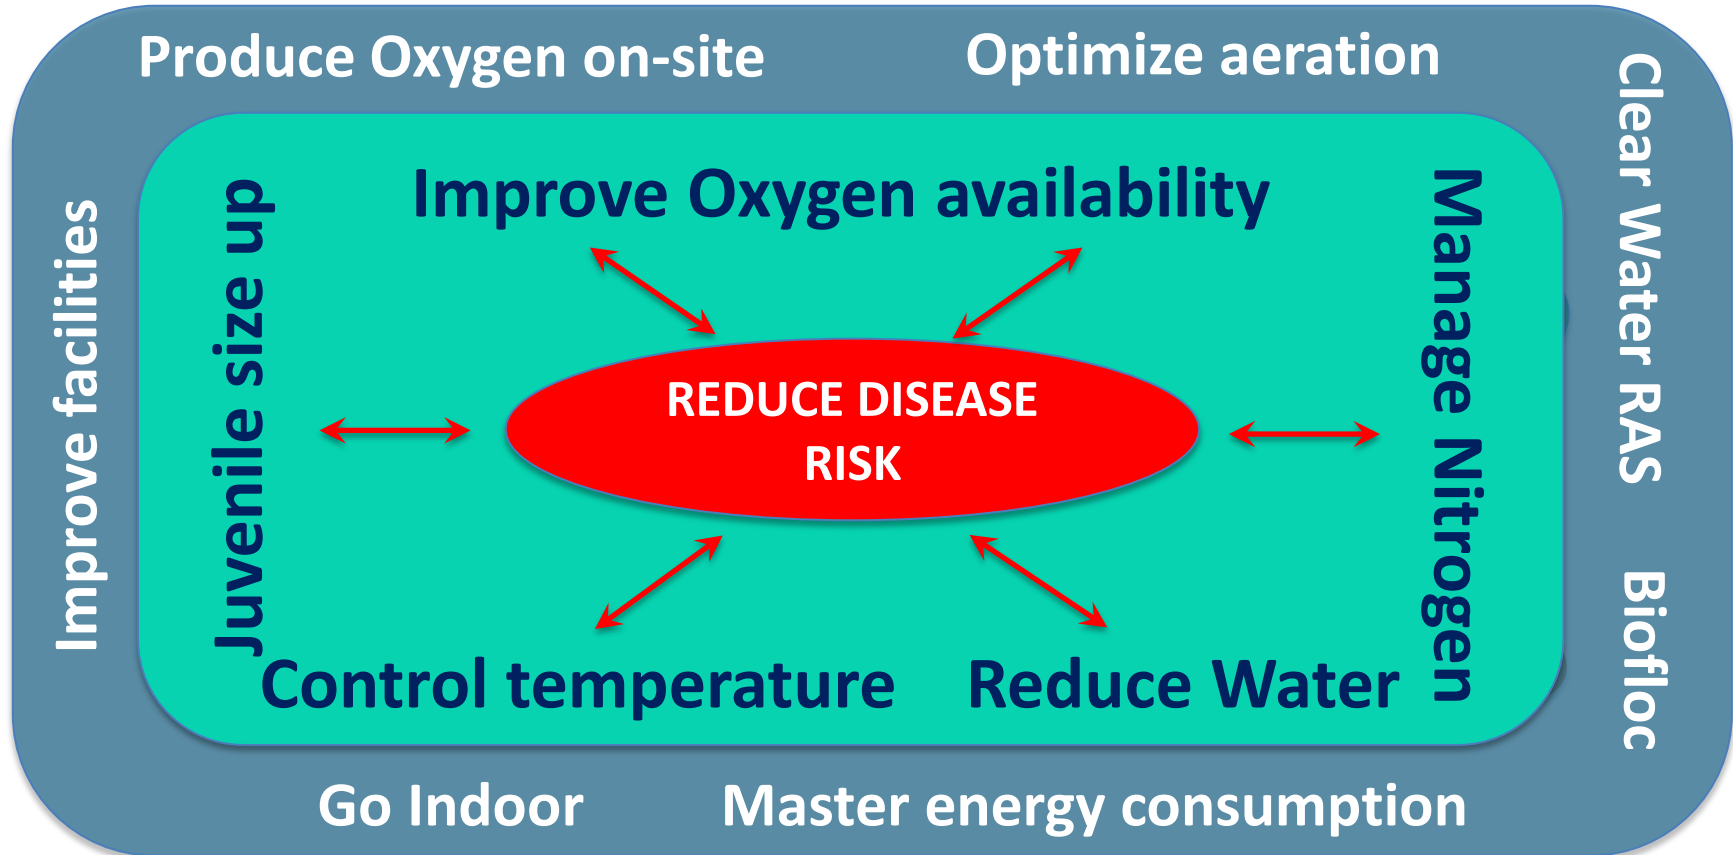 Produce Oxygen on-site
Optimize aeration
Clear Water RAS
Biofloc
Improve facilities
Improve Oxygen availability
Juvenile size up
Manage Nitrogen
REDUCE DISEASE
RISK
Control temperature
Reduce Water
Go Indoor
Master energy consumption